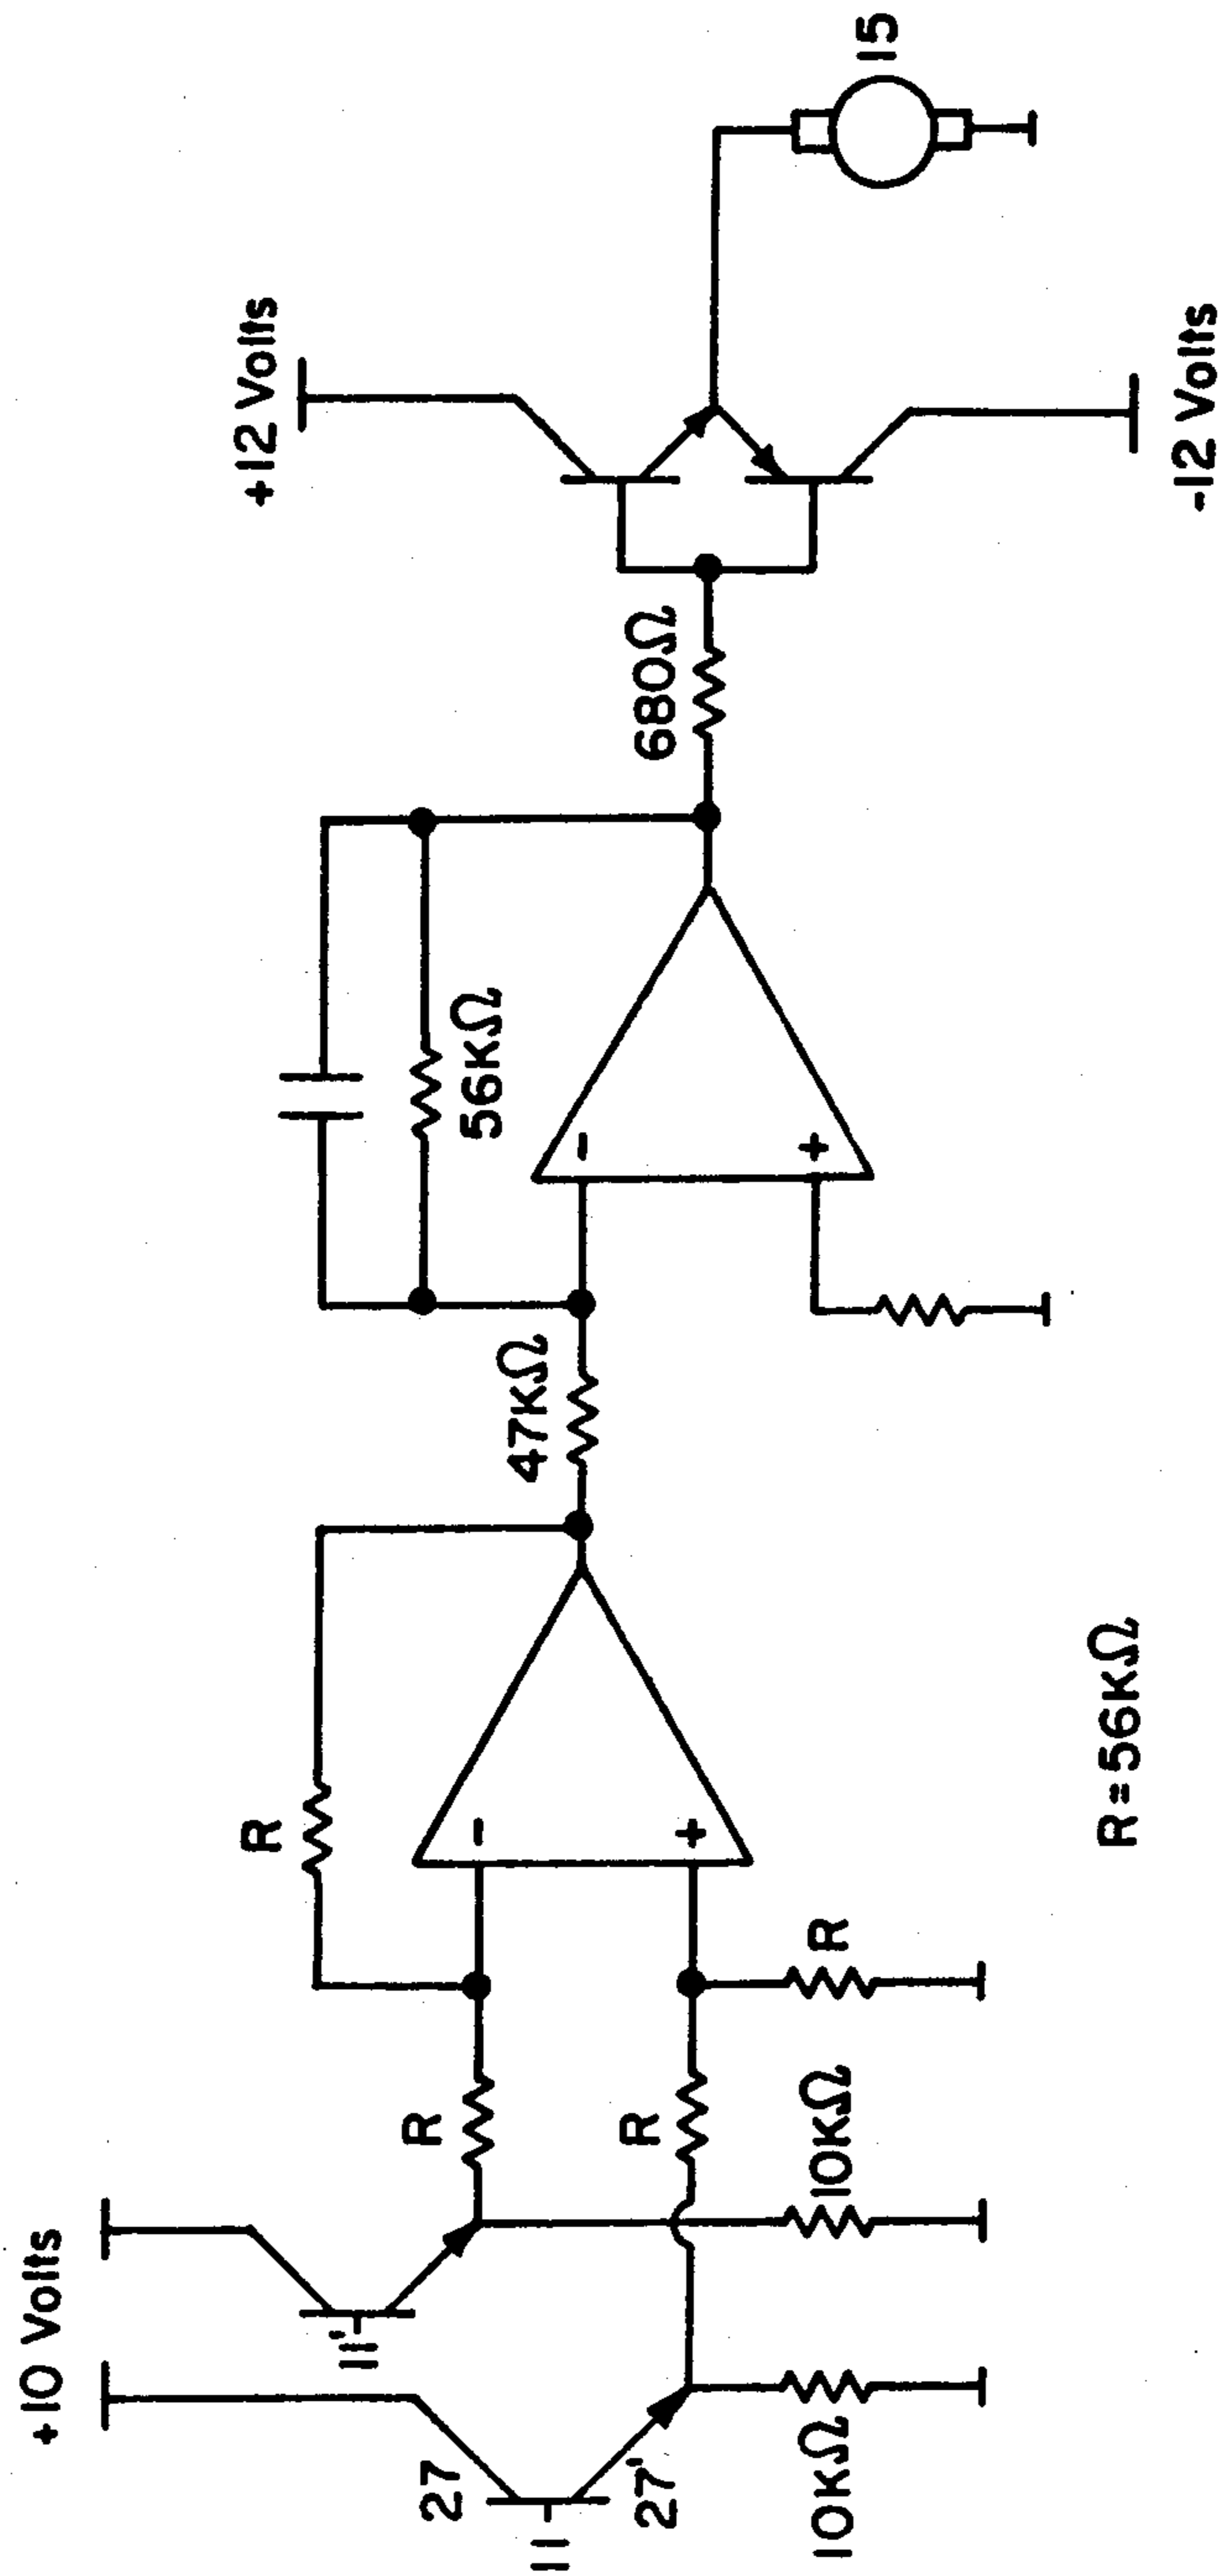 +10 Volts
27
11
27'
11'
10KΩ
10KΩ
R
R
R
R
-
+
R=56KΩ
47KΩ
56KΩ
-
+
680Ω
+12 Volts
-12 Volts
15